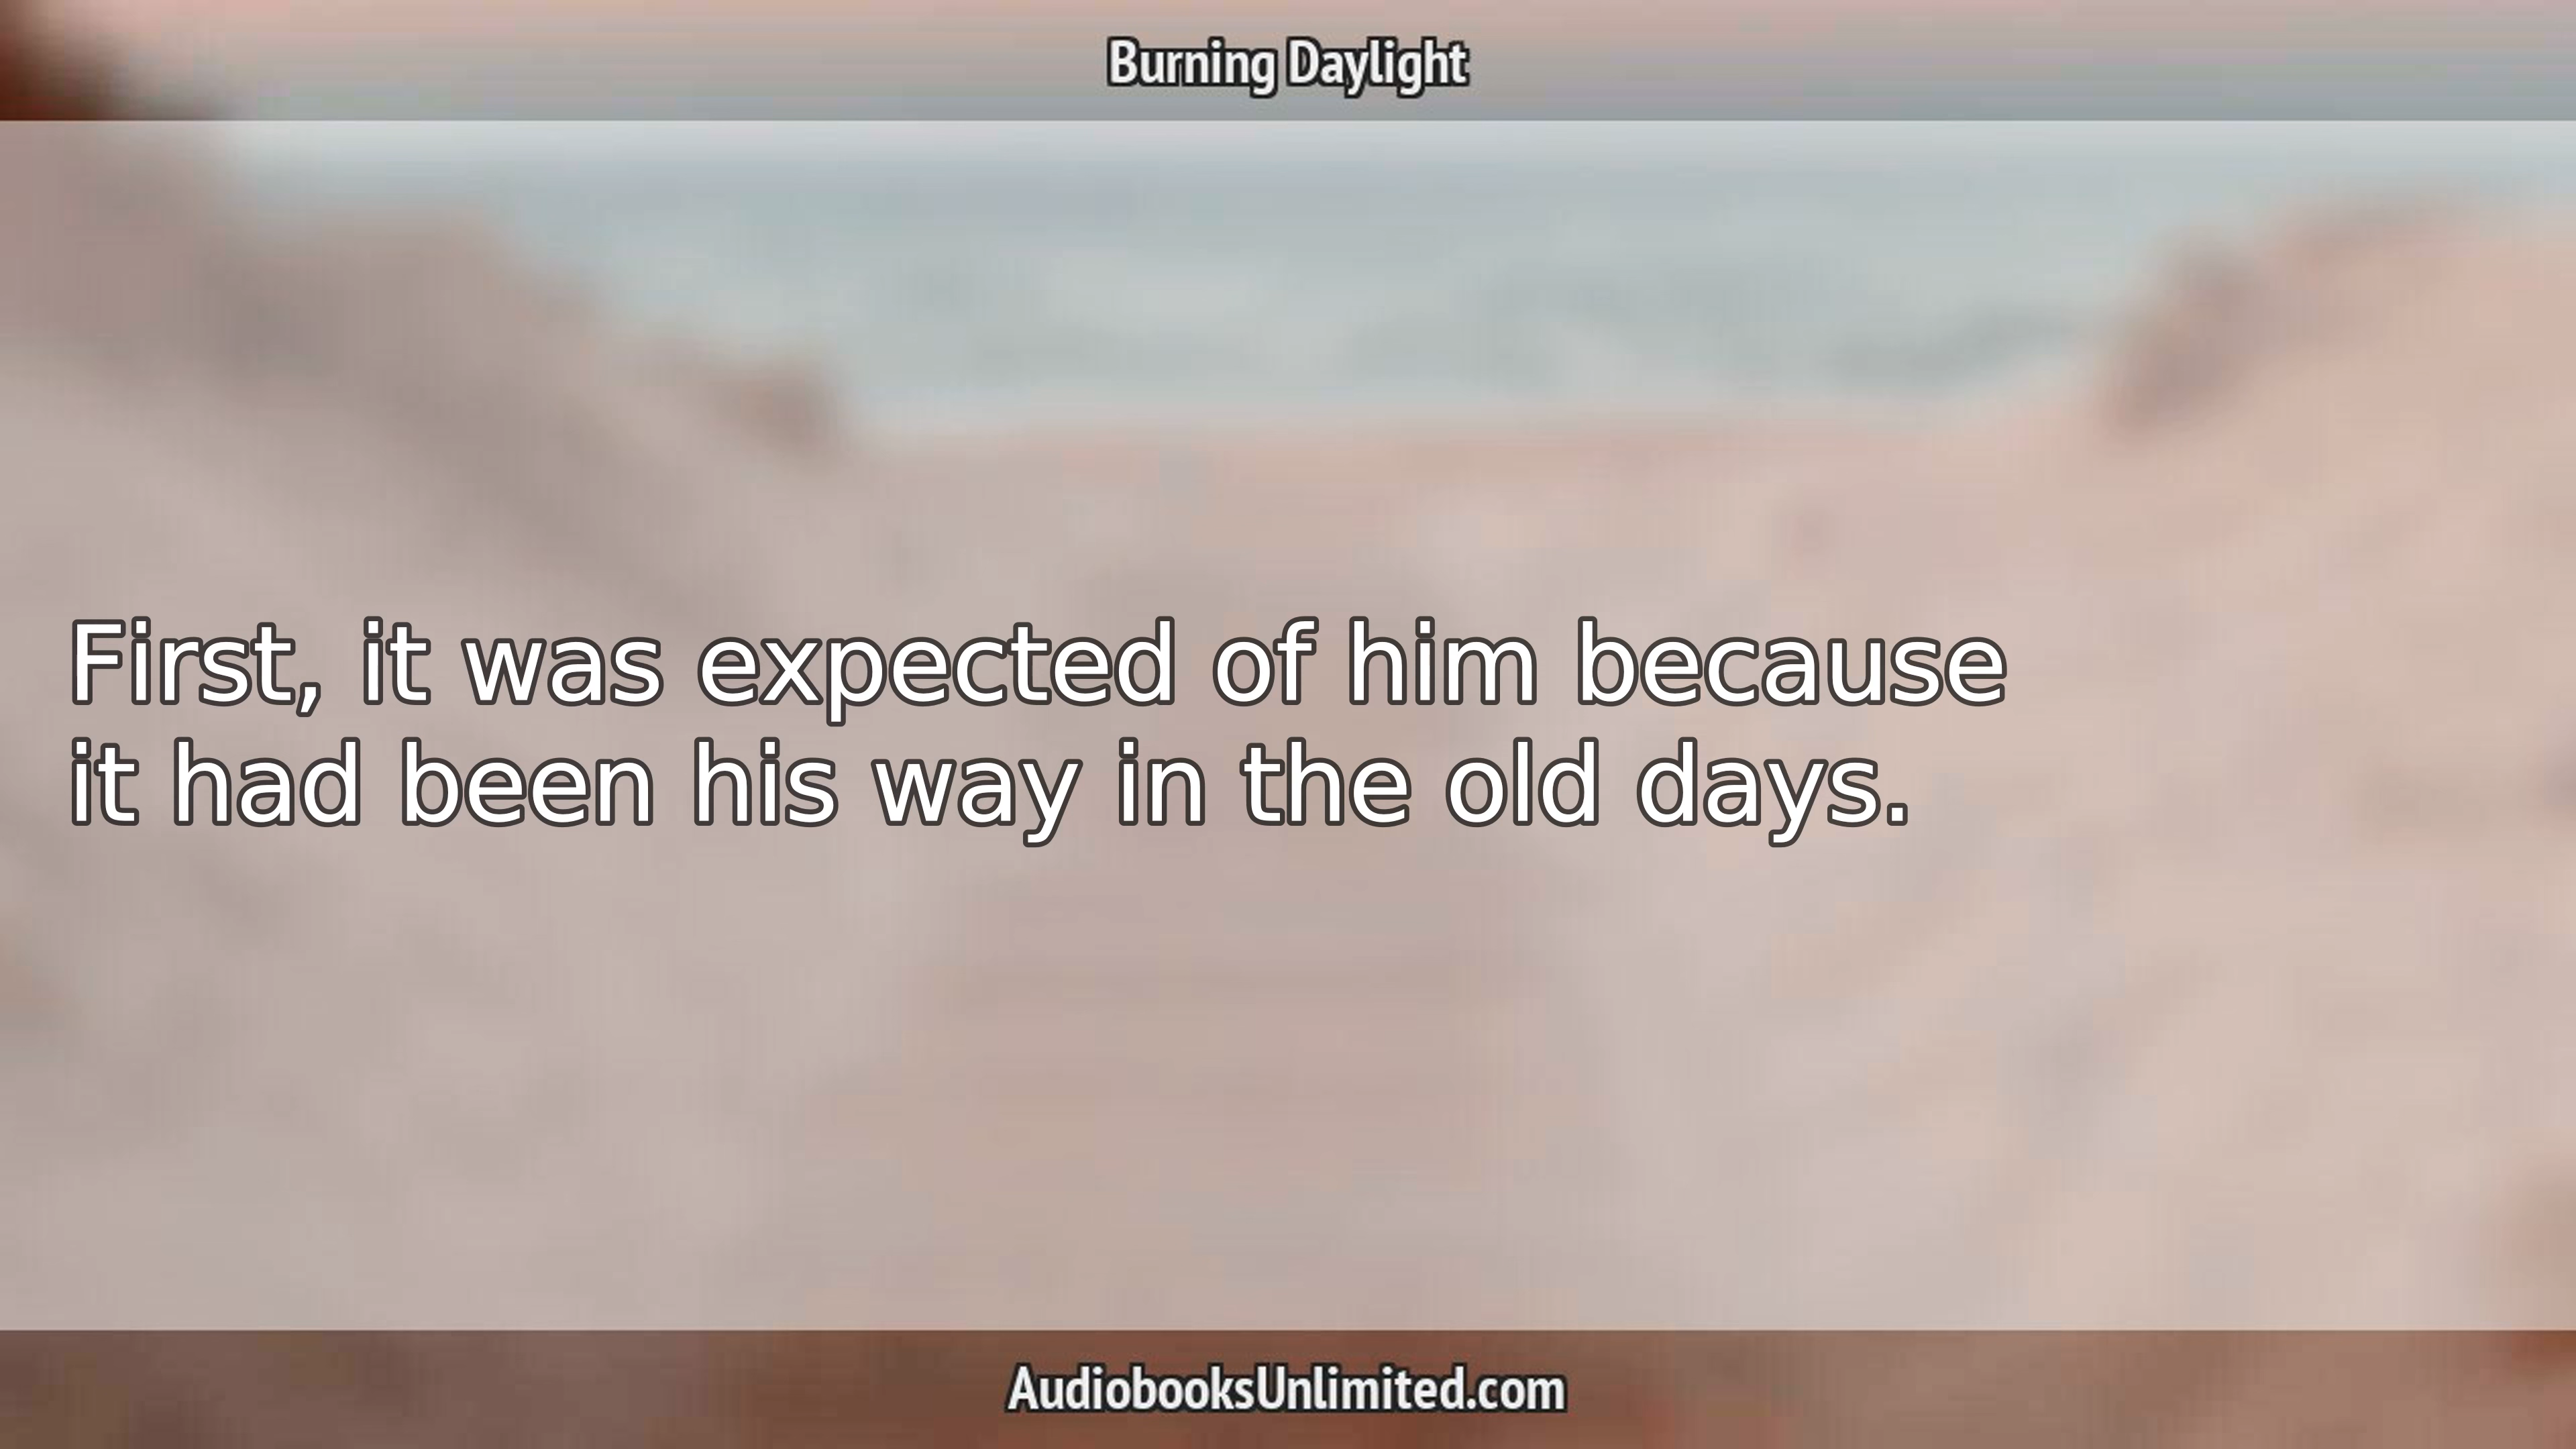 Burning Daylight
First, it was expected of him because
it had been his way in the old days.
AudiobooksUnlimited.com